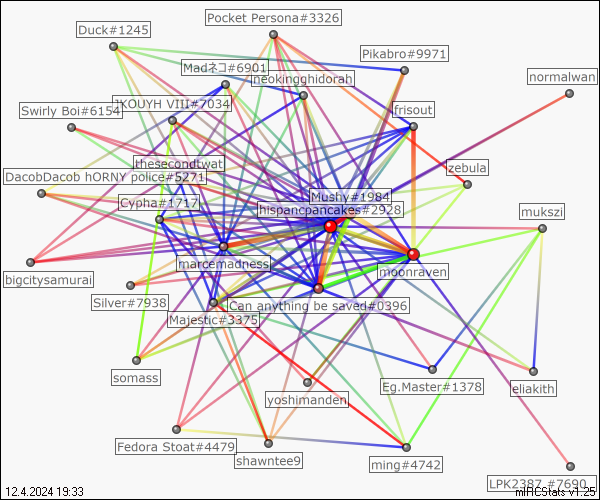 Pocket Persona#3326
Duck#1245
Pikabro#9971
Madネコ#6901
neokingghidorah
normalwan
JKOUYH VIII#7034
Swirly Boi#6154
frisout
thesecondtwat
zebula
DacobDacob hORNY police#5271
Mushy#1984
Cypha#1717
hispancpancakes#2928
mukszi
marcemadness
moonraven
bigcitysamurai
Silver#7938
Can anything be saved#0396
Majestic#3375
somass
Eg.Master#1378
eliakith
yoshimanden
Fedora Stoat#4479
shawntee9
ming#4742
LPK2387_#7690
12.4.2024 19:33
mIRCStats v1.25